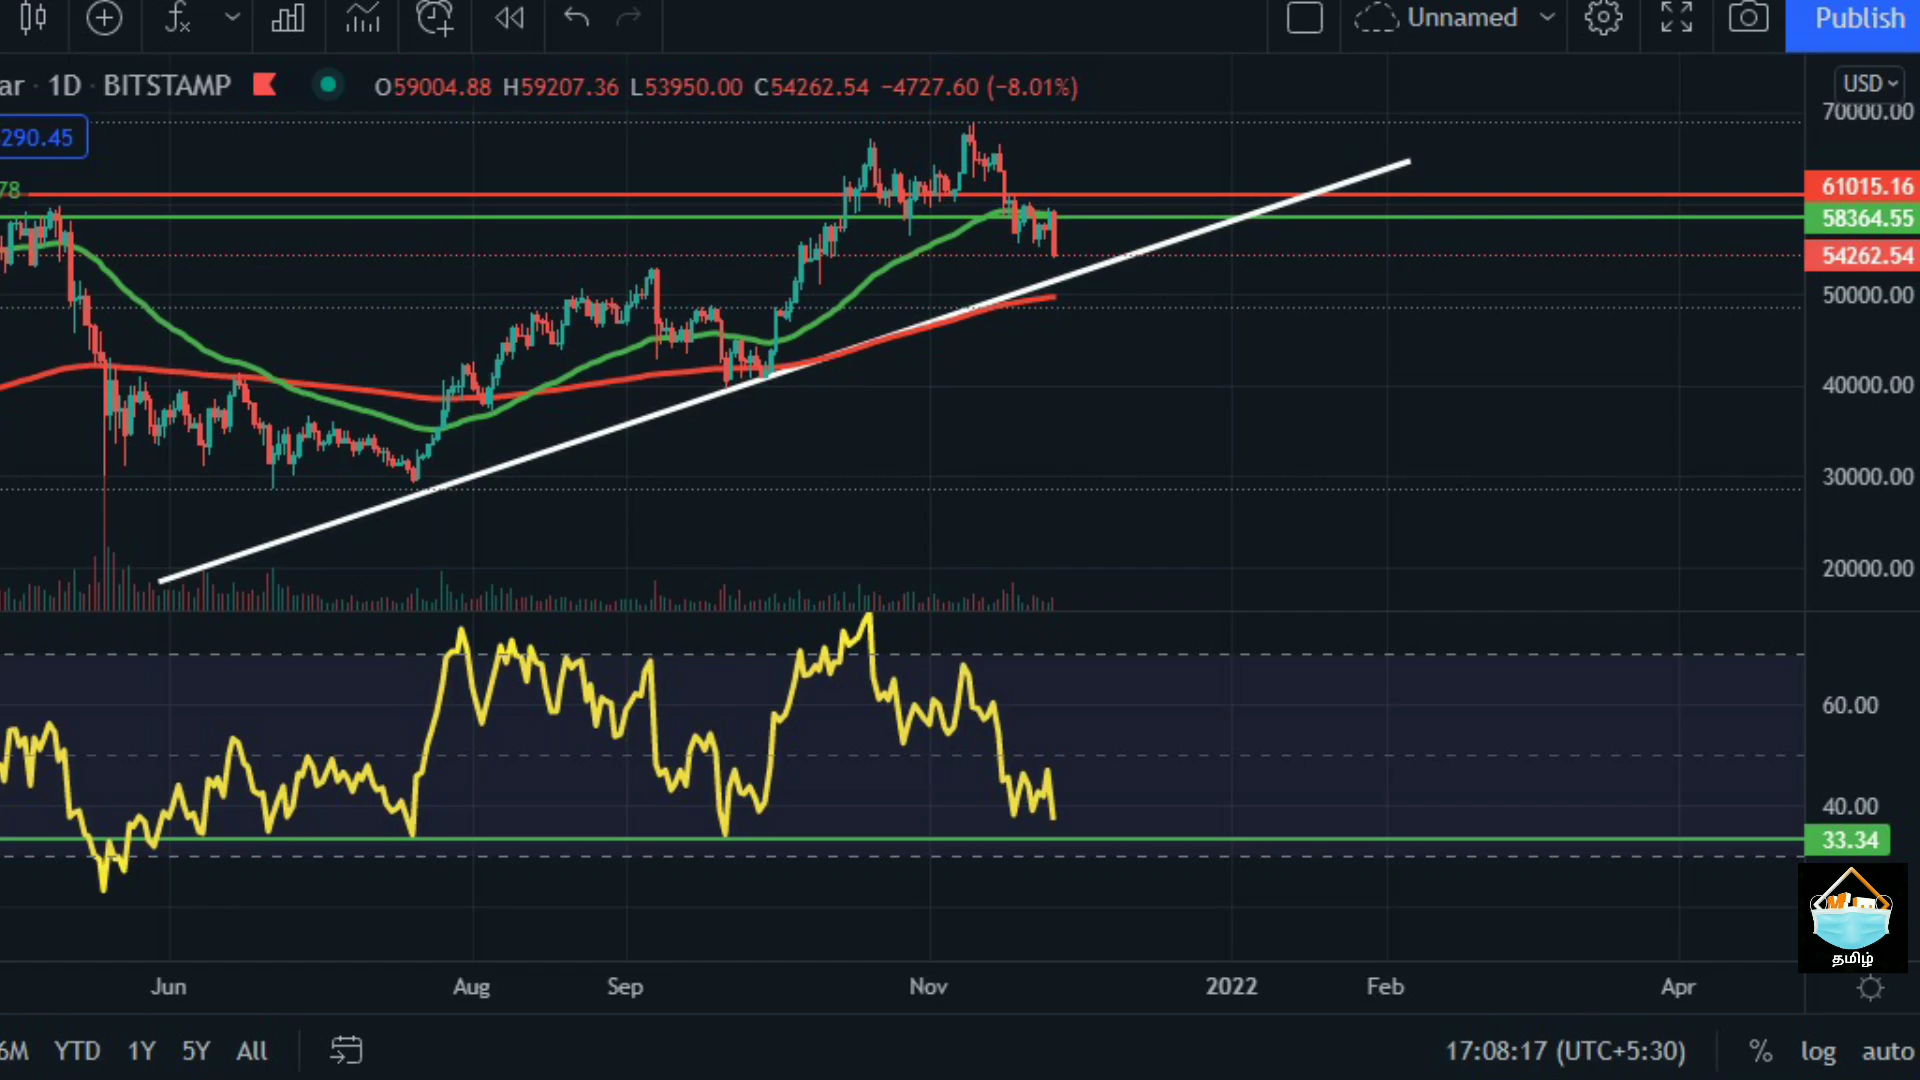 Unnamed
Publish
ar · 1D · BITSTAMP
O59004.88 H59207.36 L53950.00 C54262.54 −4727.60 (−8.01%)
USD
290.45
78
70000.00
61015.16
58364.55
54262.54
50000.00
40000.00
30000.00
20000.00
60.00
40.00
33.34
தமிழ்
Jun Aug Sep Nov 2022 Feb Apr
6M YTD 1Y 5Y All
17:08:17 (UTC+5:30) % log auto